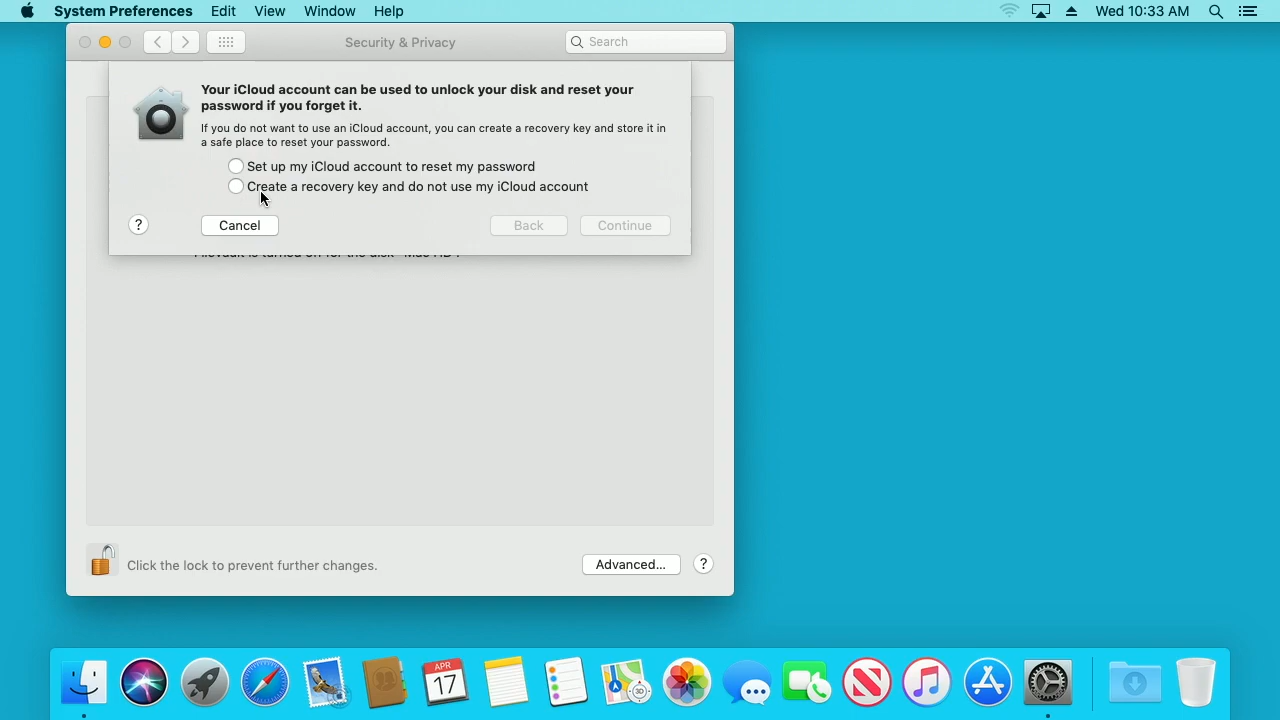 System Preferences Edit View Window Help Wed 10:33 AM
Security & Privacy Search
Your iCloud account can be used to unlock your disk and reset your
password if you forget it.
If you do not want to use an iCloud account, you can create a recovery key and store it in
a safe place to reset your password.
Set up my iCloud account to reset my password
Create a recovery key and do not use my iCloud account
? Cancel Back Continue
Click the lock to prevent further changes. Advanced... ?
APR
17
3D